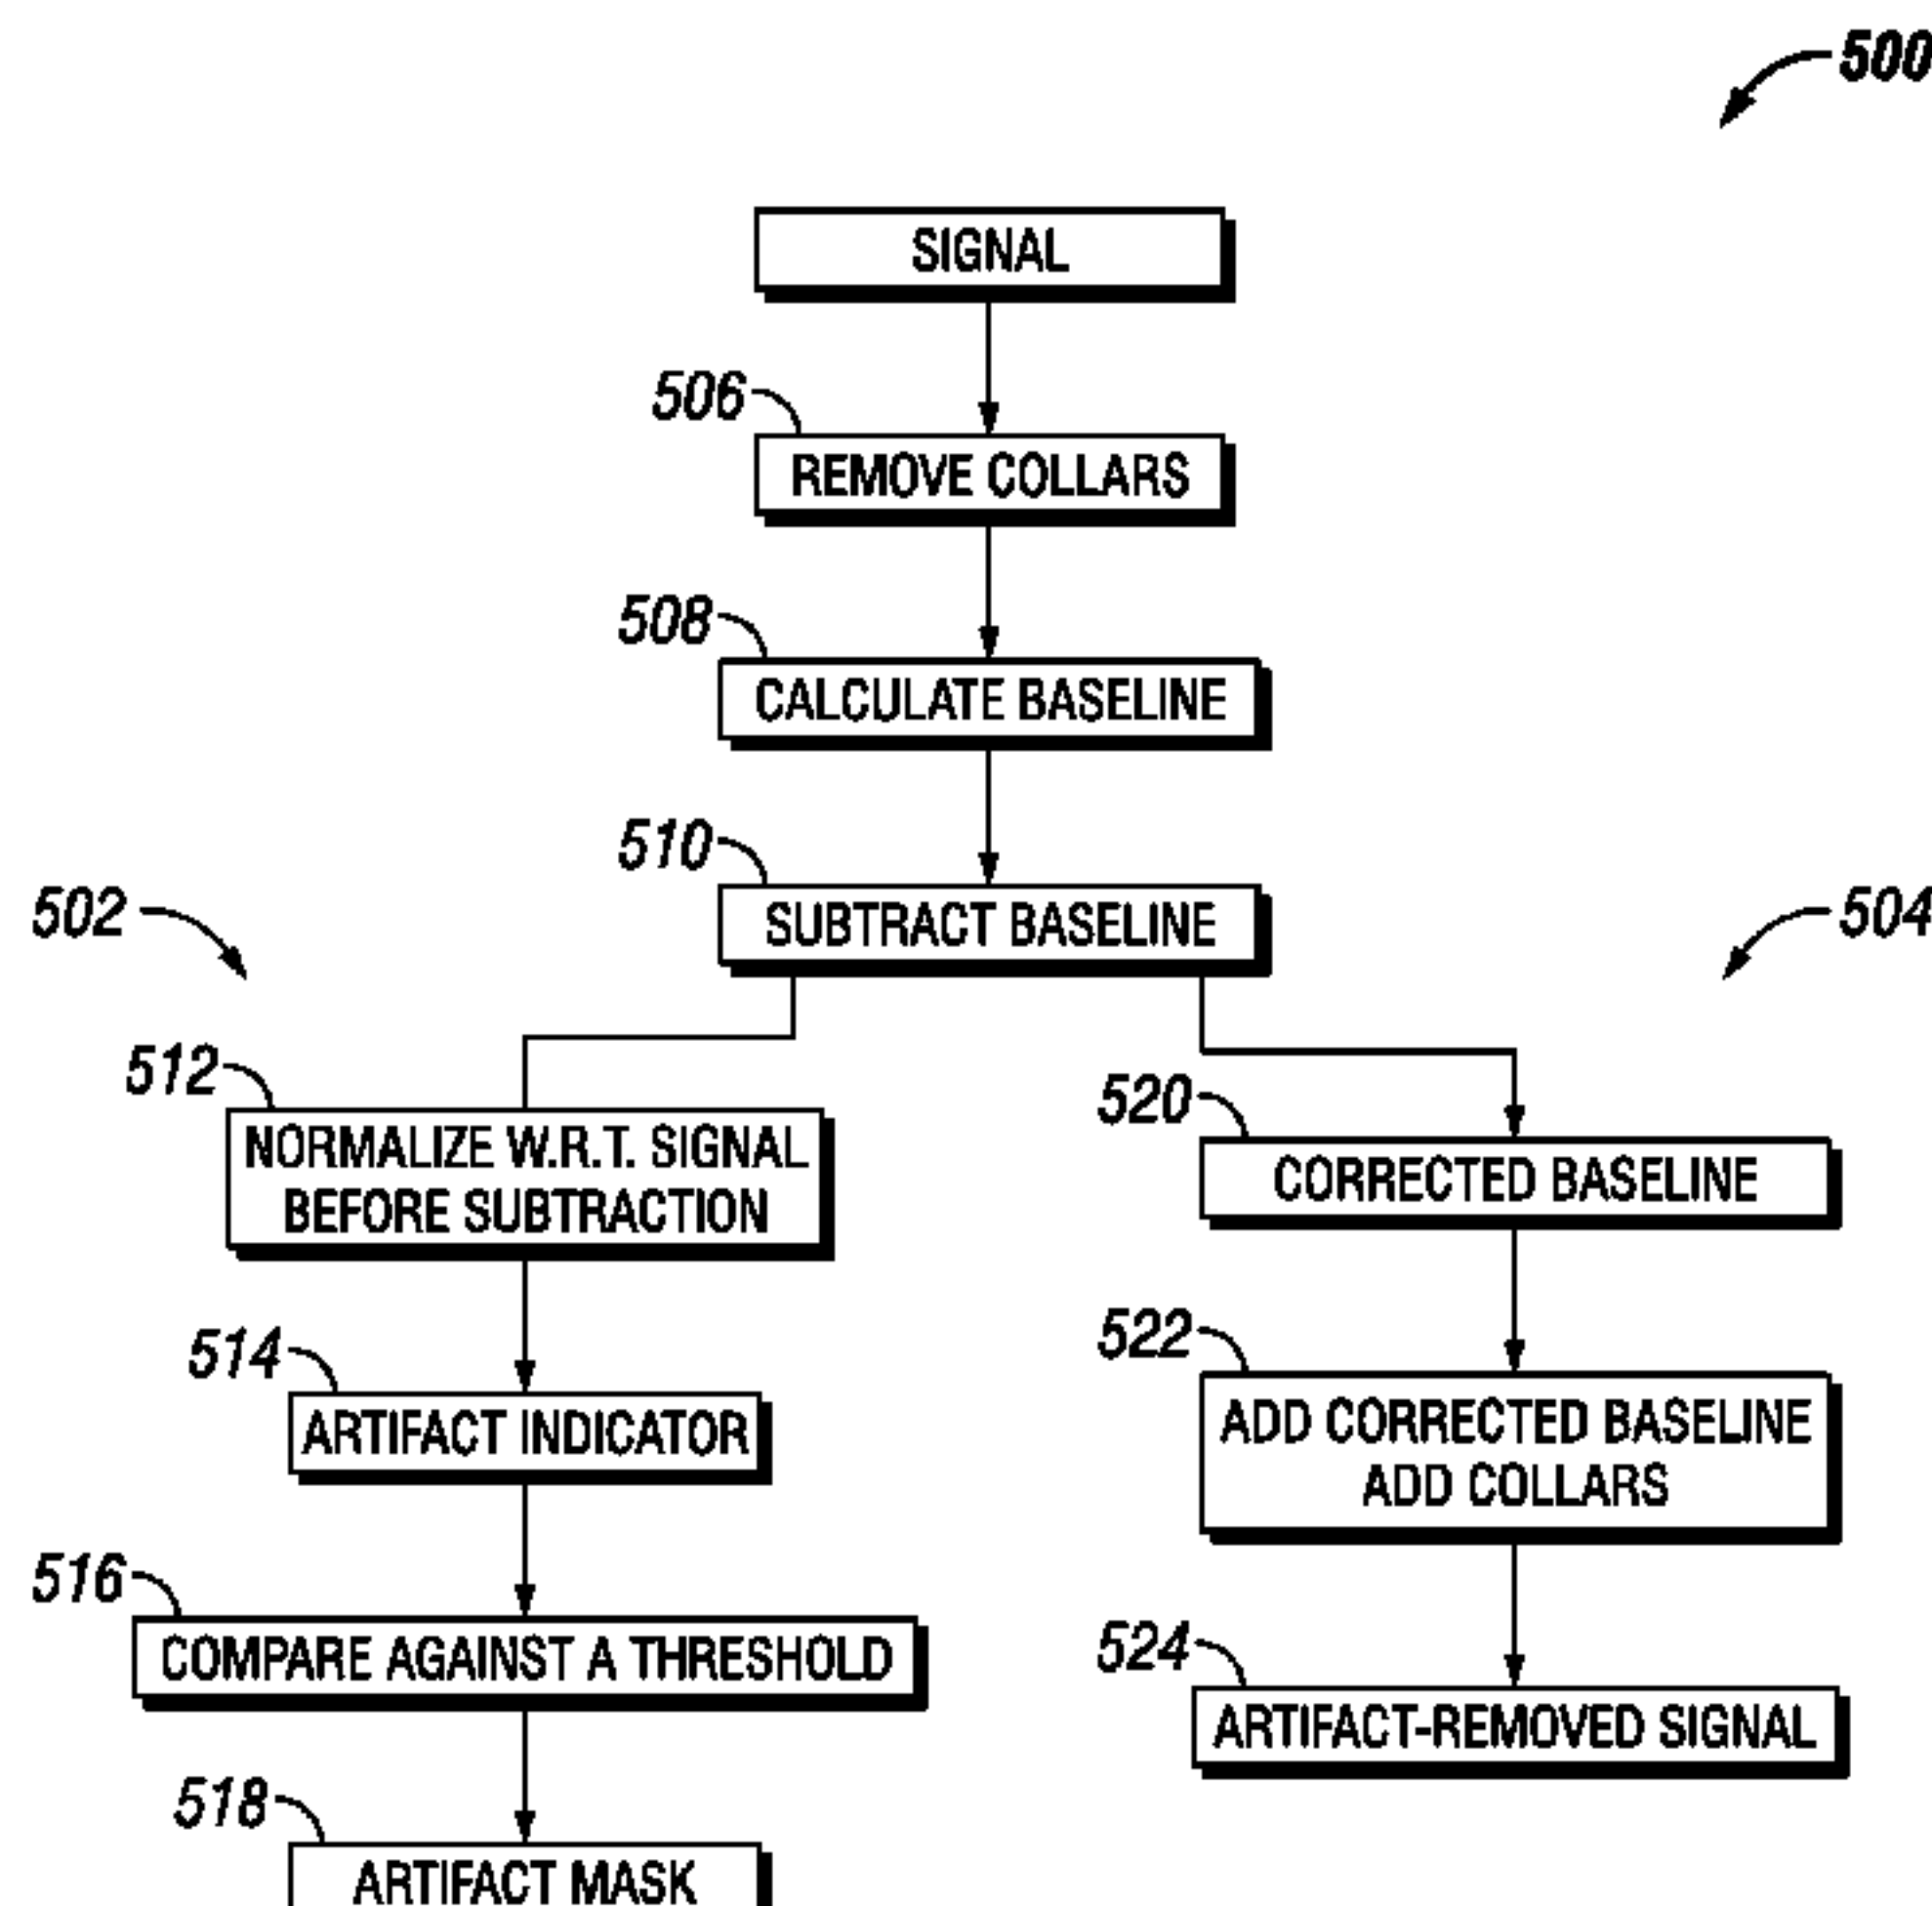 500
SIGNAL
506
REMOVE COLLARS
508
CALCULATE BASELINE
510
SUBTRACT BASELINE
502
504
512
NORMALIZE W.R.T. SIGNAL
BEFORE SUBTRACTION
514
ARTIFACT INDICATOR
516
COMPARE AGAINST A THRESHOLD
518
ARTIFACT MASK
520
CORRECTED BASELINE
522
ADD CORRECTED BASELINE
ADD COLLARS
524
ARTIFACT-REMOVED SIGNAL